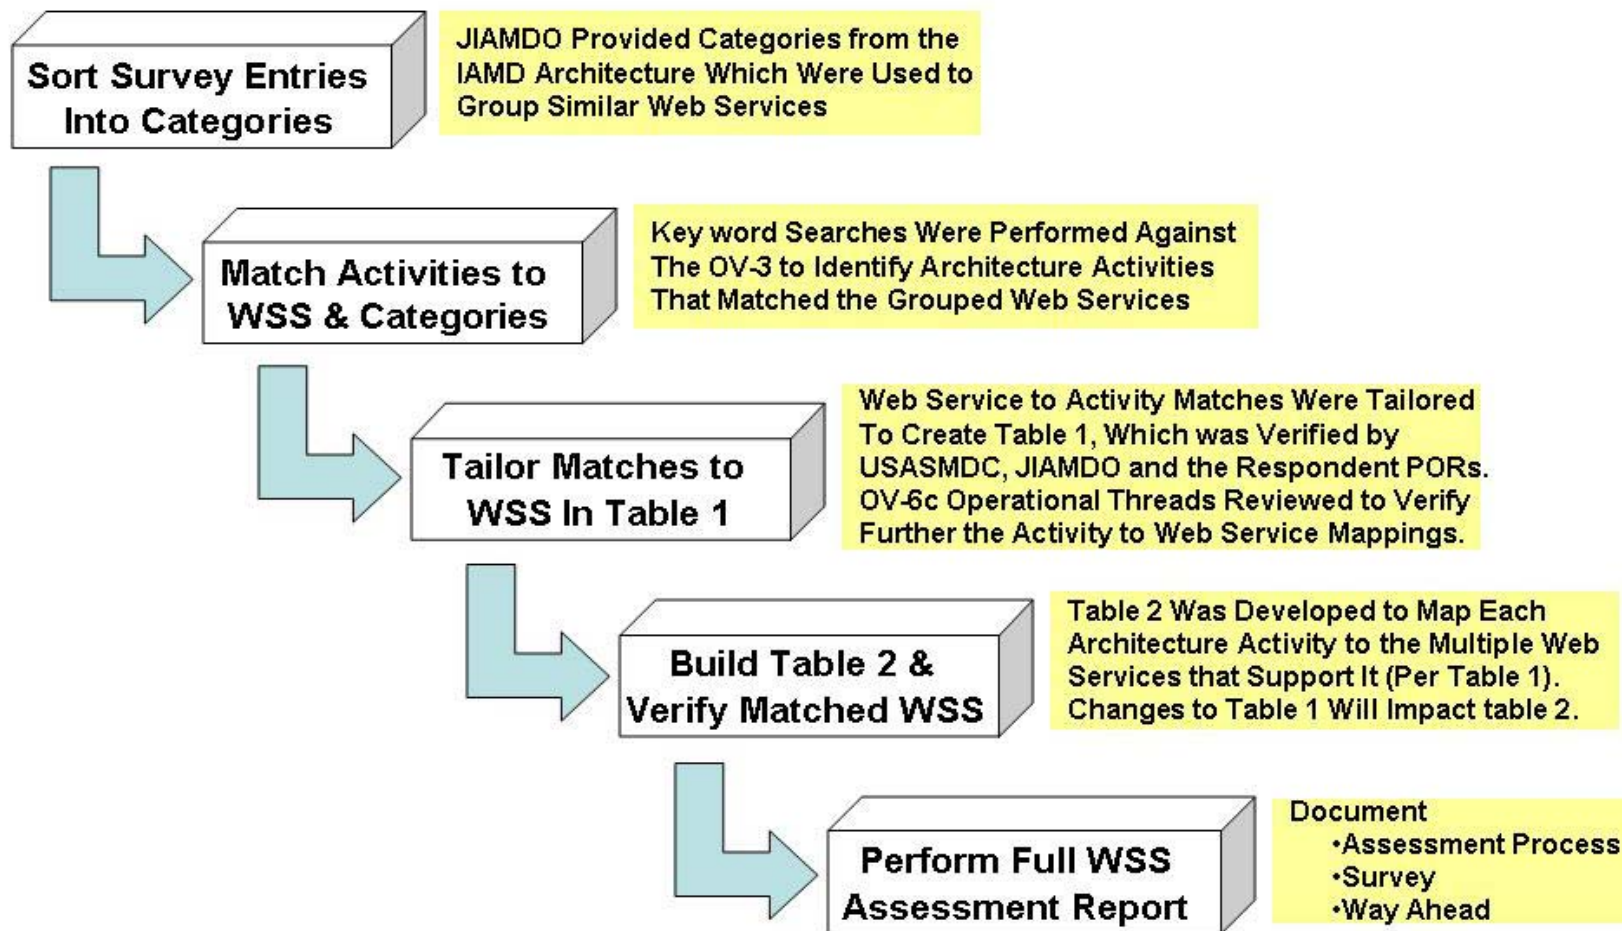 Sort Survey Entries
Into Categories
JIAMDO Provided Categories from the
IAMD Architecture Which Were Used to
Group Similar Web Services
Match Activities to
WSS & Categories
Key word Searches Were Performed Against
The OV-3 to Identify Architecture Activities
That Matched the Grouped Web Services
Tailor Matches to
WSS In Table 1
Web Service to Activity Matches Were Tailored
To Create Table 1, Which was Verified by
USASMDC, JIAMDO and the Respondent PORs.
OV-6c Operational Threads Reviewed to Verify
Further the Activity to Web Service Mappings.
Build Table 2 &
Verify Matched WSS
Table 2 Was Developed to Map Each
Architecture Activity to the Multiple Web
Services that Support It (Per Table 1).
Changes to Table 1 Will Impact table 2.
Perform Full WSS
Assessment Report
Document
•Assessment Process
•Survey
•Way Ahead